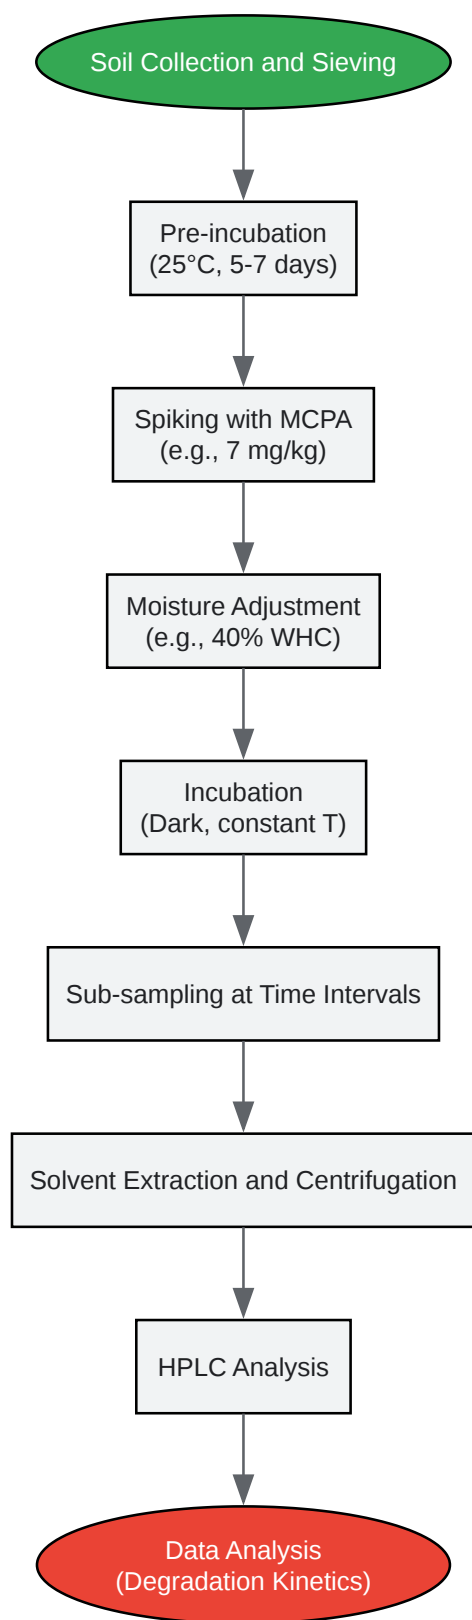 Soil Collection and Sieving
Pre-incubation
(25°C, 5-7 days)
Spiking with MCPA
(e.g., 7 mg/kg)
Moisture Adjustment
(e.g., 40% WHC)
Incubation
(Dark, constant T)
Sub-sampling at Time Intervals
Solvent Extraction and Centrifugation
HPLC Analysis
Data Analysis
(Degradation Kinetics)